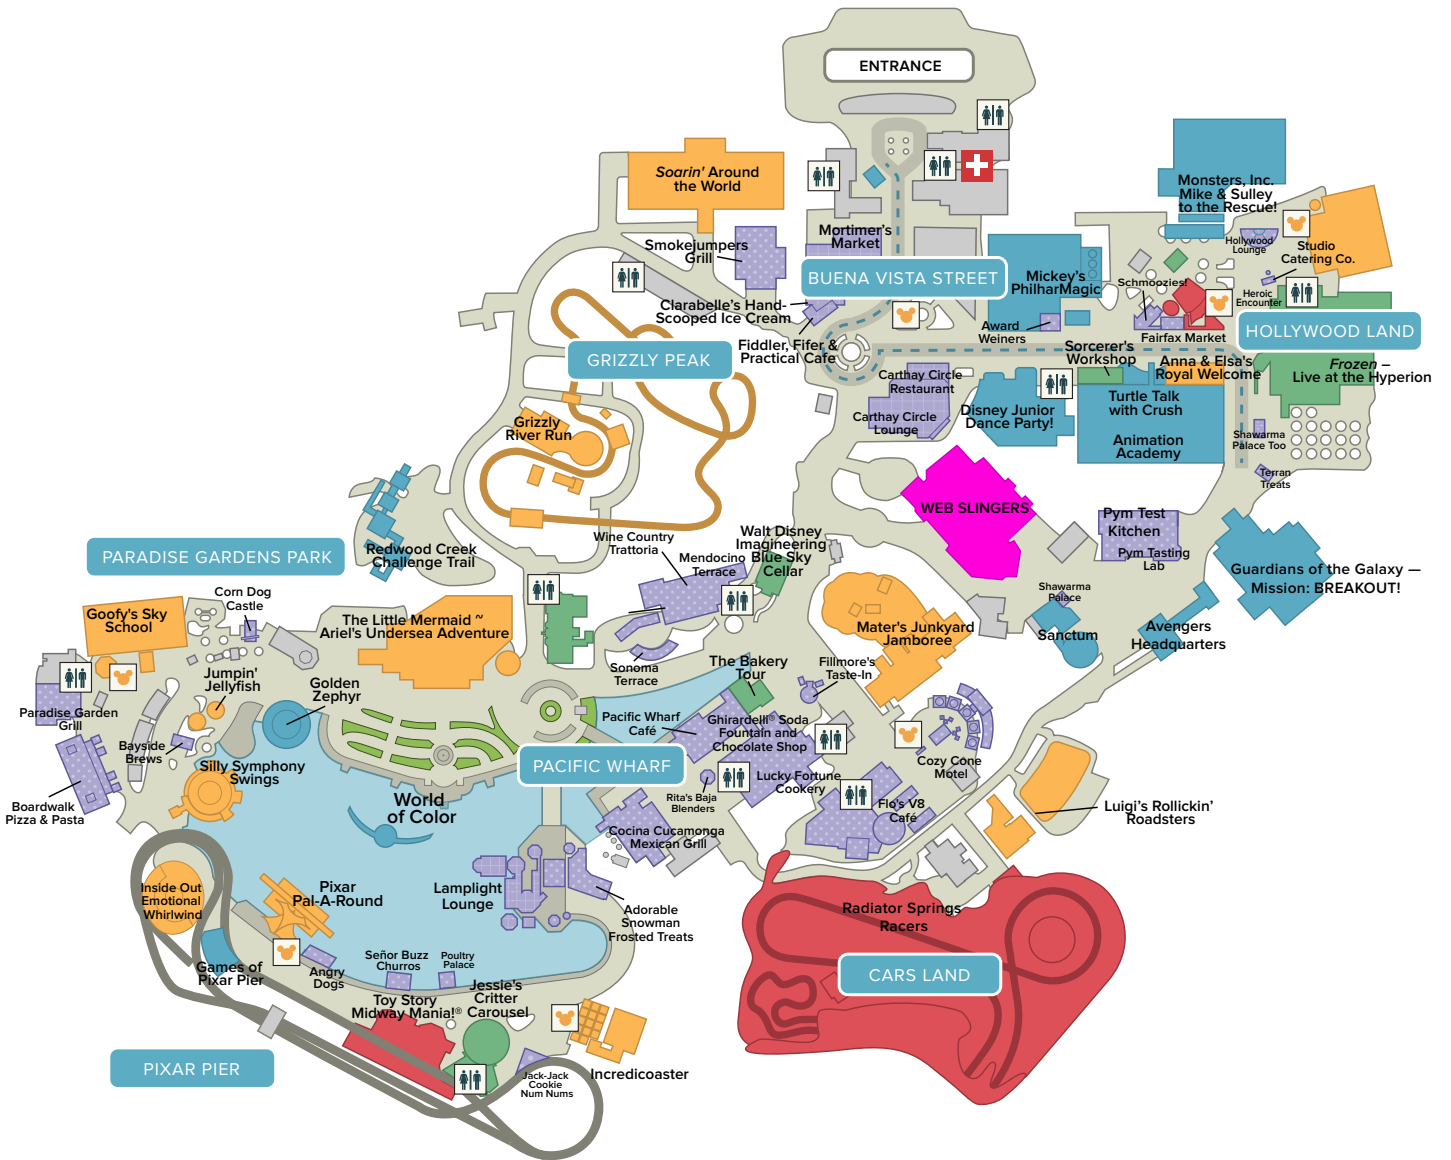 ENTRANCE
Soarin' Around
the World
Monsters, Inc.
Mike & Sulley
to the Rescue!
Mortimer's
Market
Smokejumpers
Grill
Hollywood
Lounge
Studio
Catering Co.
BUENA VISTA STREET
Mickey's
PhilharMagic
Schmoozies!
Heroic
Encounter
Clarabelle's Hand-
Scooped Ice Cream
Award
Weiners
Fairfax Market
HOLLYWOOD LAND
Fiddler, Fifer &
Practical Cafe
Sorcerer's
Workshop
GRIZZLY PEAK
Anna & Elsa's
Royal Welcome
Frozen –
Live at the Hyperion
Carthay Circle
Restaurant
Carthay Circle
Lounge
Disney Junior
Dance Party!
Turtle Talk
with Crush
Animation
Academy
Grizzly
River Run
Shawarma
Palace Too
Terran
Treats
WEB SLINGERS
Pym Test
Kitchen
Pym Tasting
Lab
Redwood Creek
Challenge Trail
Wine Country
Trattoria
Mendocino
Terrace
Walt Disney
Imagineering
Blue Sky
Cellar
PARADISE GARDENS PARK
Guardians of the Galaxy —
Mission: BREAKOUT!
Corn Dog
Castle
Goofy's Sky
School
The Little Mermaid ~
Ariel's Undersea Adventure
Shawarma
Palace
Mater's Junkyard
Jamboree
Sanctum
Avengers
Headquarters
Sonoma
Terrace
The Bakery
Tour
Fillmore's
Taste-In
Jumpin'
Jellyfish
Golden
Zephyr
Paradise Garden
Grill
Pacific Wharf
Café
Ghirardelli® Soda
Fountain and
Chocolate Shop
Bayside
Brews
Silly Symphony
Swings
PACIFIC WHARF
Cozy Cone
Motel
Lucky Fortune
Cookery
Rita's Baja
Blenders
World
of Color
Boardwalk
Pizza & Pasta
Flo's V8
Café
Luigi's Rollickin'
Roadsters
Cocina Cucamonga
Mexican Grill
Inside Out
Emotional
Whirlwind
Pixar
Pal-A-Round
Lamplight
Lounge
Adorable
Snowman
Frosted Treats
Radiator Springs
Racers
Games of
Pixar Pier
Angry
Dogs
Señor Buzz
Churros
Poultry
Palace
CARS LAND
Toy Story
Midway Mania!®
Jessie's
Critter
Carousel
PIXAR PIER
Jack-Jack
Cookie
Num Nums
Incredicoaster